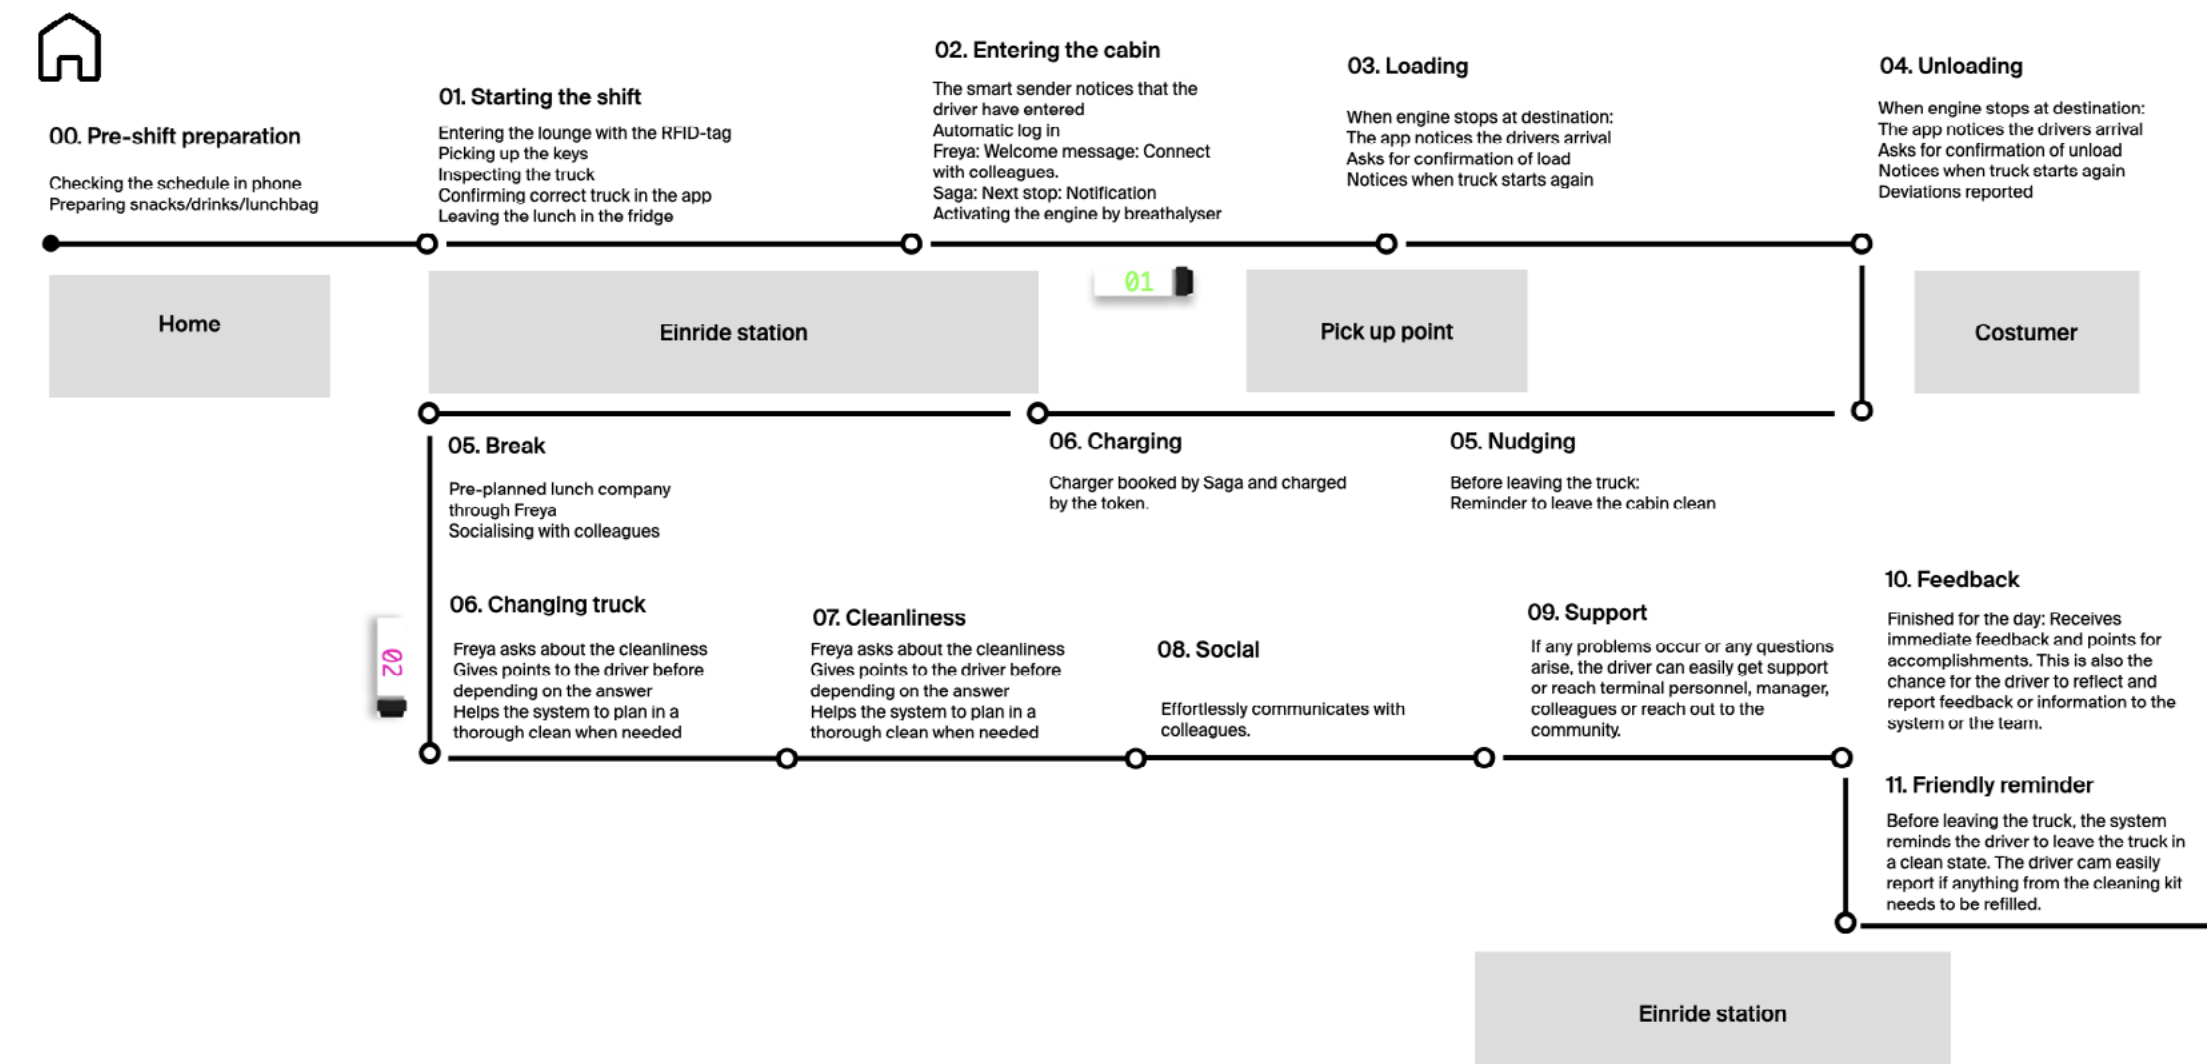 00. Pre-shift preparation
Checking the schedule in phone
Preparing snacks/drinks/lunchbag
01. Starting the shift
Entering the lounge with the RFID-tag
Picking up the keys
Inspecting the truck
Confirming correct truck in the app
Leaving the lunch in the fridge
02. Entering the cabin
The smart sender notices that the
driver have entered
Automatic log in
Freya: Welcome message: Connect
with colleagues.
Saga: Next stop: Notification
Activating the engine by breathalyser
03. Loading
When engine stops at destination:
The app notices the drivers arrival
Asks for confirmation of load
Notices when truck starts again
04. Unloading
When engine stops at destination:
The app notices the drivers arrival
Asks for confirmation of unload
Notices when truck starts again
Deviations reported
Home
Einride station
01
Pick up point
Costumer
05. Break
Pre-planned lunch company
through Freya
Socialising with colleagues
06. Charging
Charger booked by Saga and charged
by the token.
05. Nudging
Before leaving the truck:
Reminder to leave the cabin clean
02
06. Changing truck
Freya asks about the cleanliness
Gives points to the driver before
depending on the answer
Helps the system to plan in a
thorough clean when needed
07. Cleanliness
Freya asks about the cleanliness
Gives points to the driver before
depending on the answer
Helps the system to plan in a
thorough clean when needed
08. Social
Effortlessly communicates with
colleagues.
09. Support
If any problems occur or any questions
arise, the driver can easily get support
or reach terminal personnel, manager,
colleagues or reach out to the
community.
10. Feedback
Finished for the day: Receives
immediate feedback and points for
accomplishments. This is also the
chance for the driver to reflect and
report feedback or information to the
system or the team.
11. Friendly reminder
Before leaving the truck, the system
reminds the driver to leave the truck in
a clean state. The driver cam easily
report if anything from the cleaning kit
needs to be refilled.
Einride station